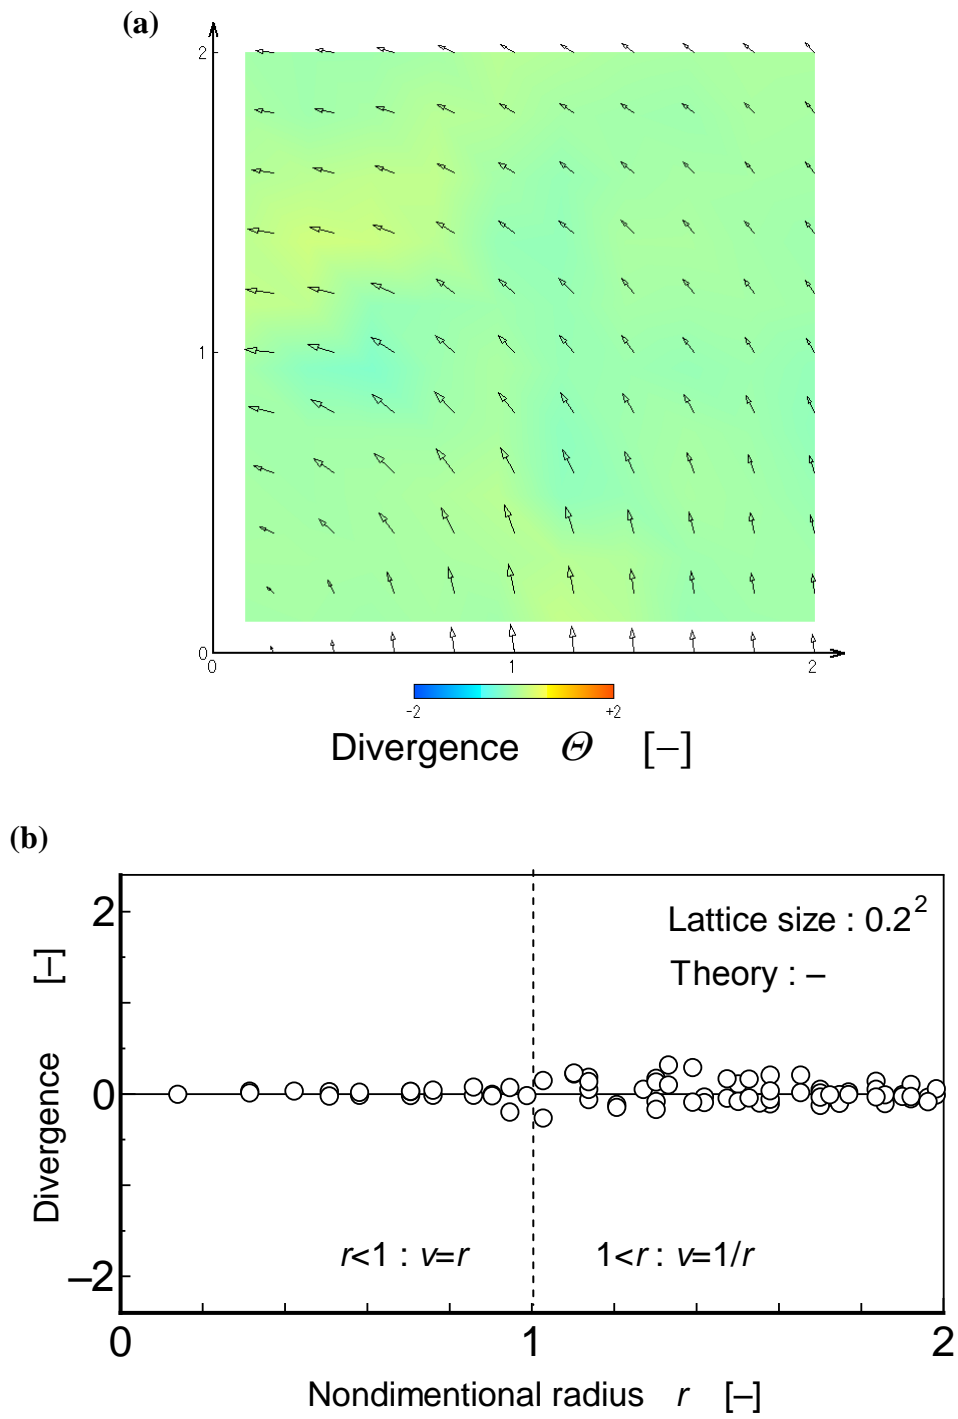 (a)
2
1
0
0 1 2
-2 +2
Divergence Θ [–]
(b)
2
0
–2
Divergence [–]
Lattice size : 0.2²
Theory : –
r<1 : v=r 1<r : v=1/r
0 1 2
Nondimentional radius r [–]